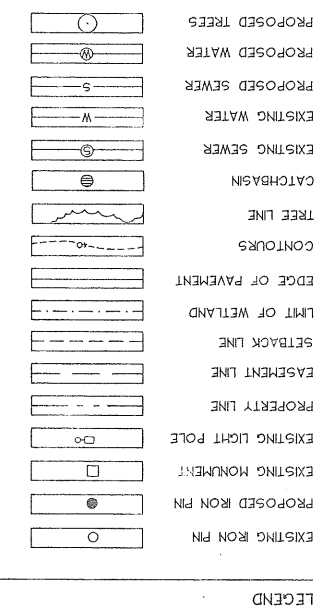 LEGEND
EXISTING IRON PIN
PROPOSED IRON PIN
EXISTING MONUMENT
EXISTING LIGHT POLE
PROPERTY LINE
EASEMENT LINE
SETBACK LINE
LIMIT OF WETLAND
EDGE OF PAVEMENT
CONTOURS 40
TREE LINE
CATCHBASIN
EXISTING SEWER S
EXISTING WATER W
PROPOSED SEWER S
PROPOSED WATER W
PROPOSED TREES